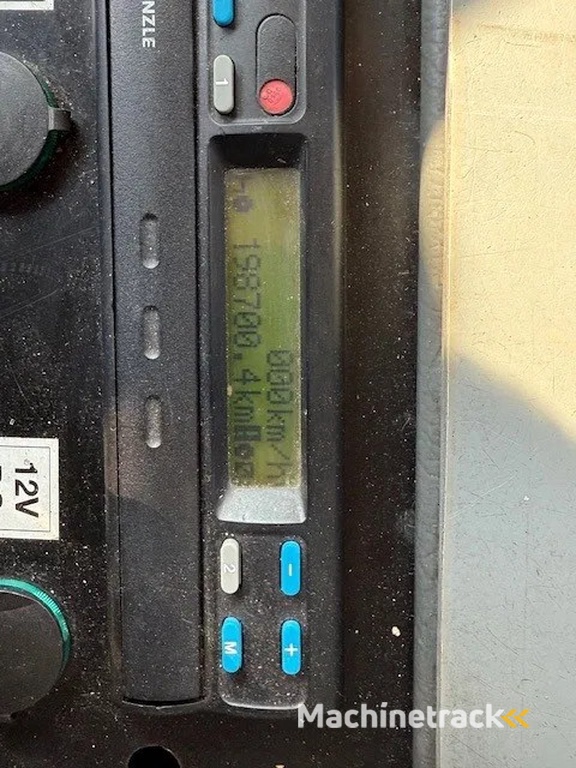 NZLE
1
000km/h
198700.4km
2
-
M
+
12V
Machinetrack